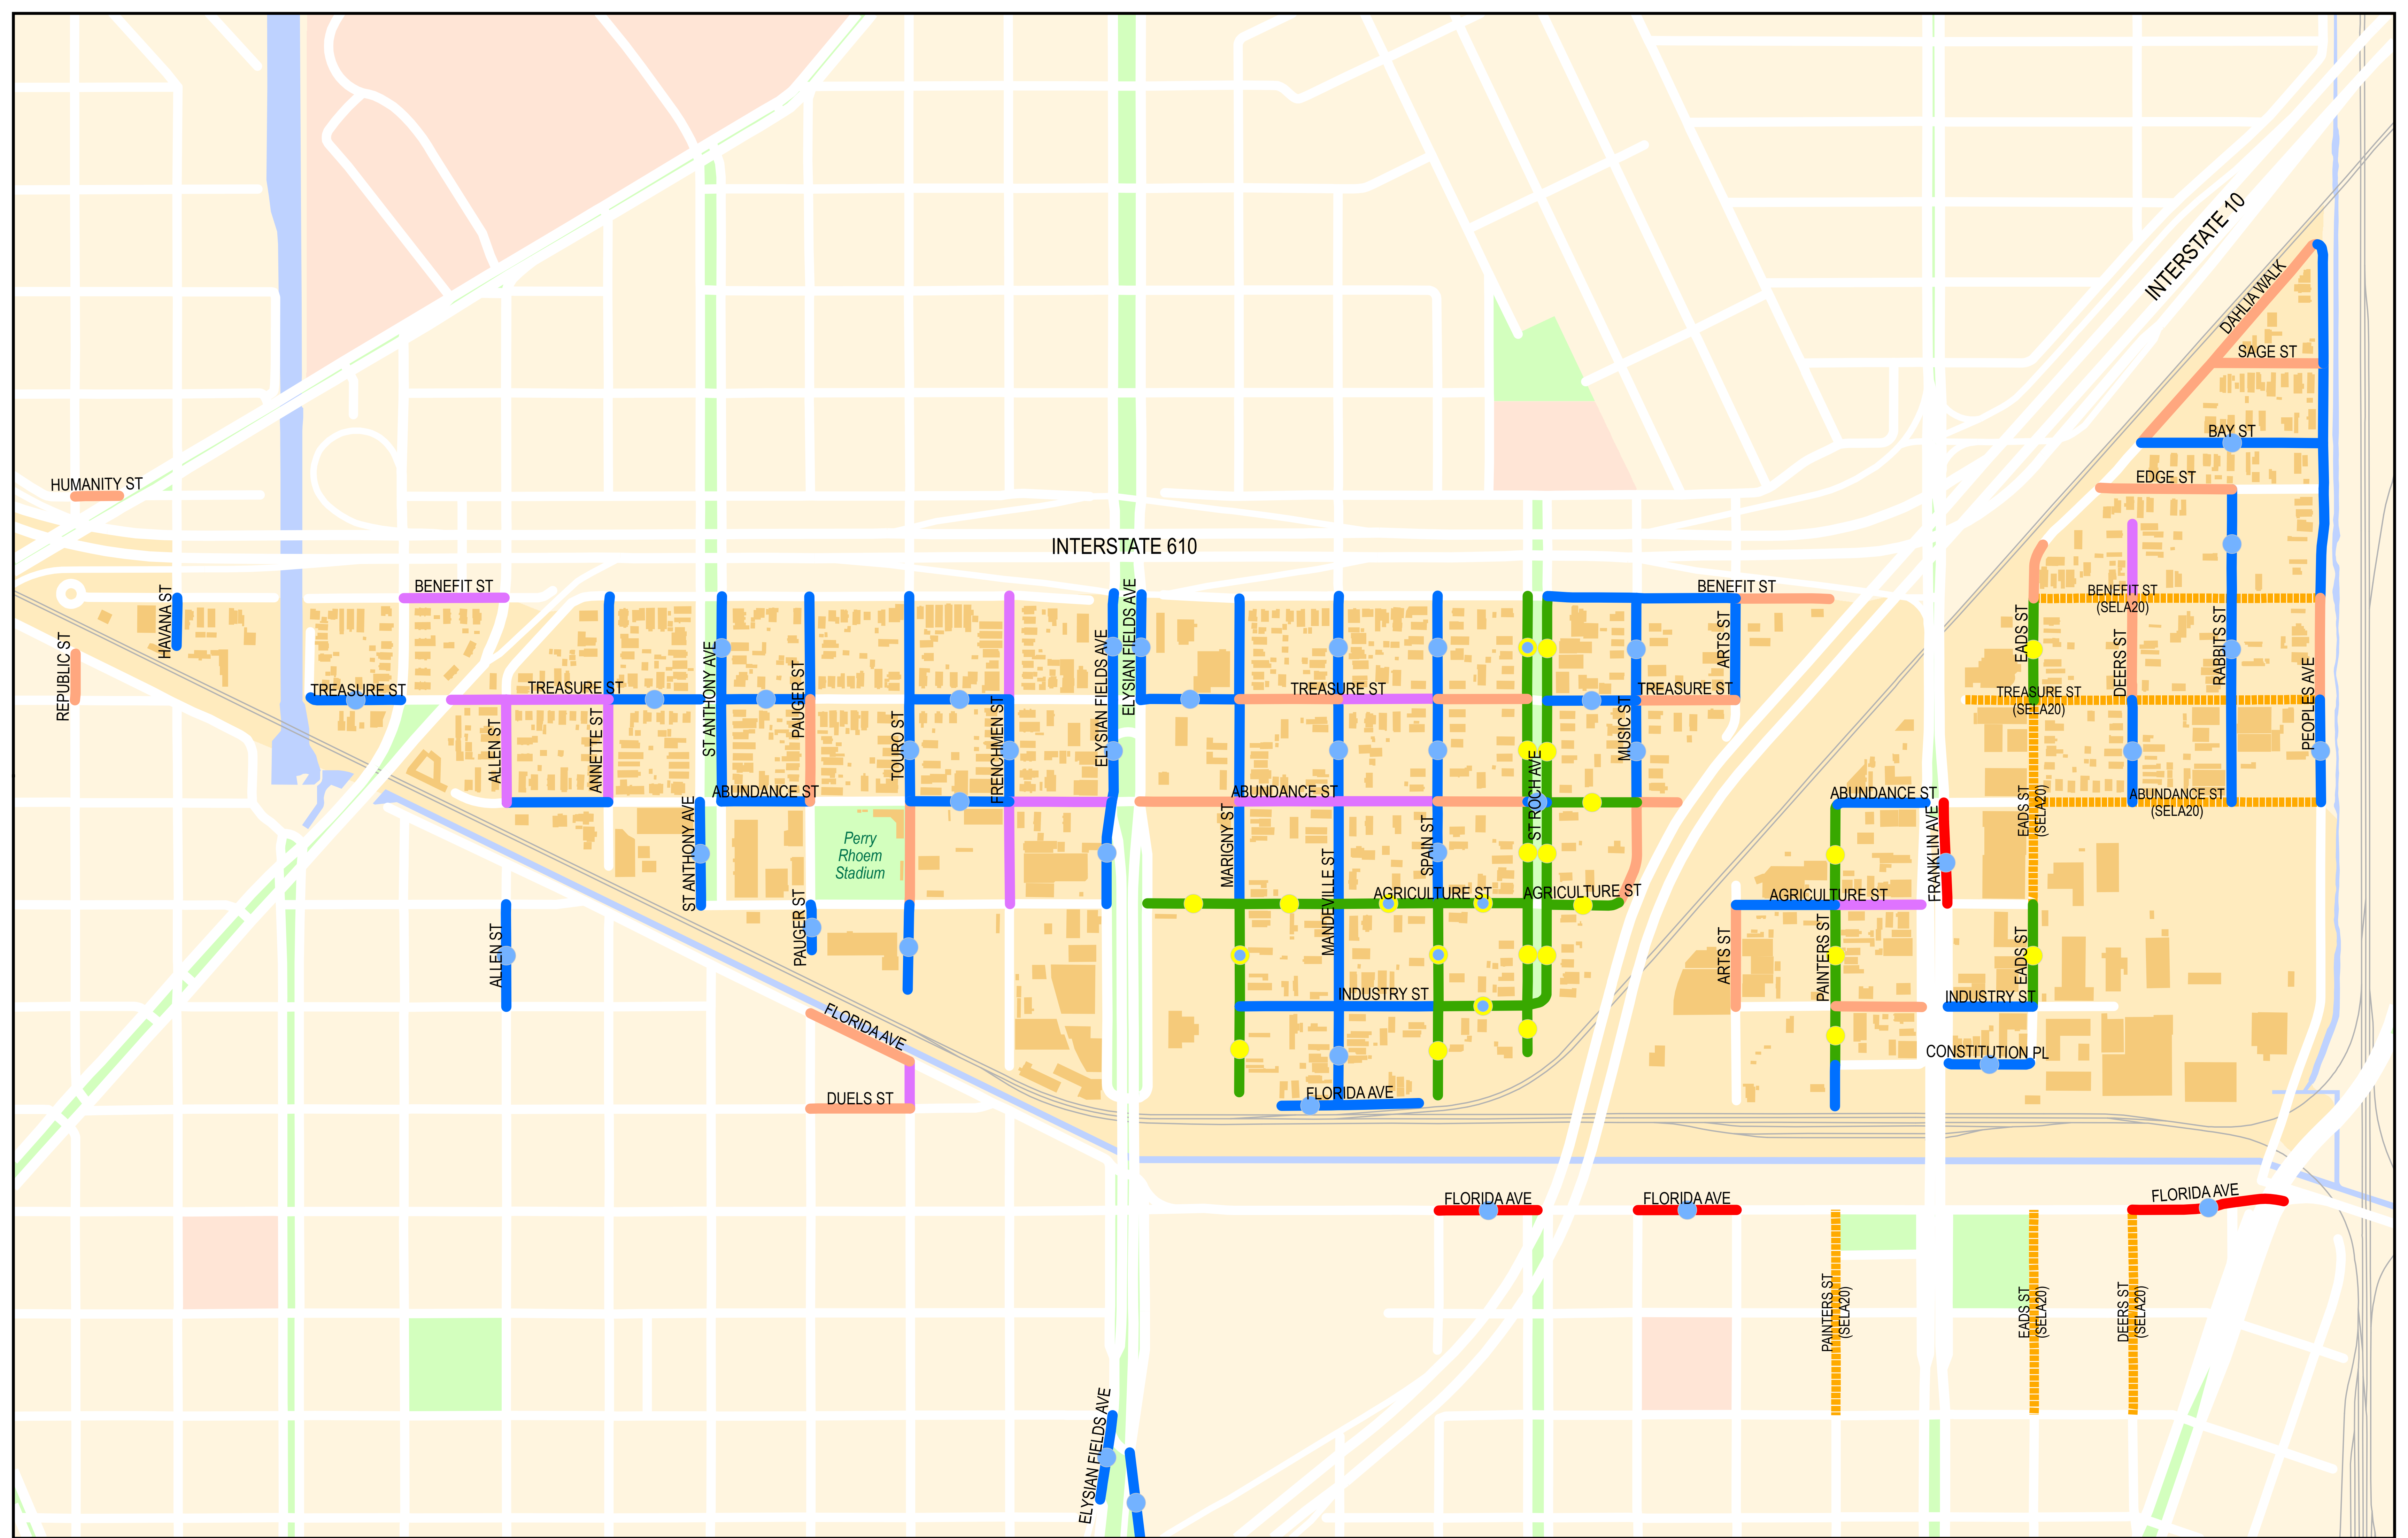 INTERSTATE 10
DAHLIA WALK
SAGE ST
BAY ST
EDGE ST
HUMANITY ST
INTERSTATE 610
HAVANA ST
BENEFIT ST
BENEFIT ST
BENEFIT ST
(SELA20)
REPUBLIC ST
TREASURE ST
TREASURE ST
ST ANTHONY AVE
PAUGER ST
ELYSIAN FIELDS AVE
ELYSIAN FIELDS AVE
TREASURE ST
ARTS ST
TREASURE ST
EADS ST
TREASURE ST
(SELA20)
DEERS ST
RABBITS ST
PEOPLES AVE
ALLEN ST
ANNETTE ST
TOURO ST
FRENCHMEN ST
MUSIC ST
ST ROCH AVE
ABUNDANCE ST
ABUNDANCE ST
ABUNDANCE ST
ABUNDANCE ST
(SELA20)
ST ANTHONY AVE
Perry
Rhoem
Stadium
MARIGNY ST
MANDEVILLE ST
SPAIN ST
FRANKLIN AVE
EADS ST
(SELA20)
AGRICULTURE ST
AGRICULTURE ST
AGRICULTURE ST
ALLEN ST
PAUGER ST
ARTS ST
PAINTERS ST
EADS ST
INDUSTRY ST
INDUSTRY ST
FLORIDA AVE
CONSTITUTION PL
DUELS ST
FLORIDA AVE
FLORIDA AVE
FLORIDA AVE
FLORIDA AVE
PAINTERS ST
(SELA20)
EADS ST
(SELA20)
DEERS ST
(SELA20)
ELYSIAN FIELDS AVE